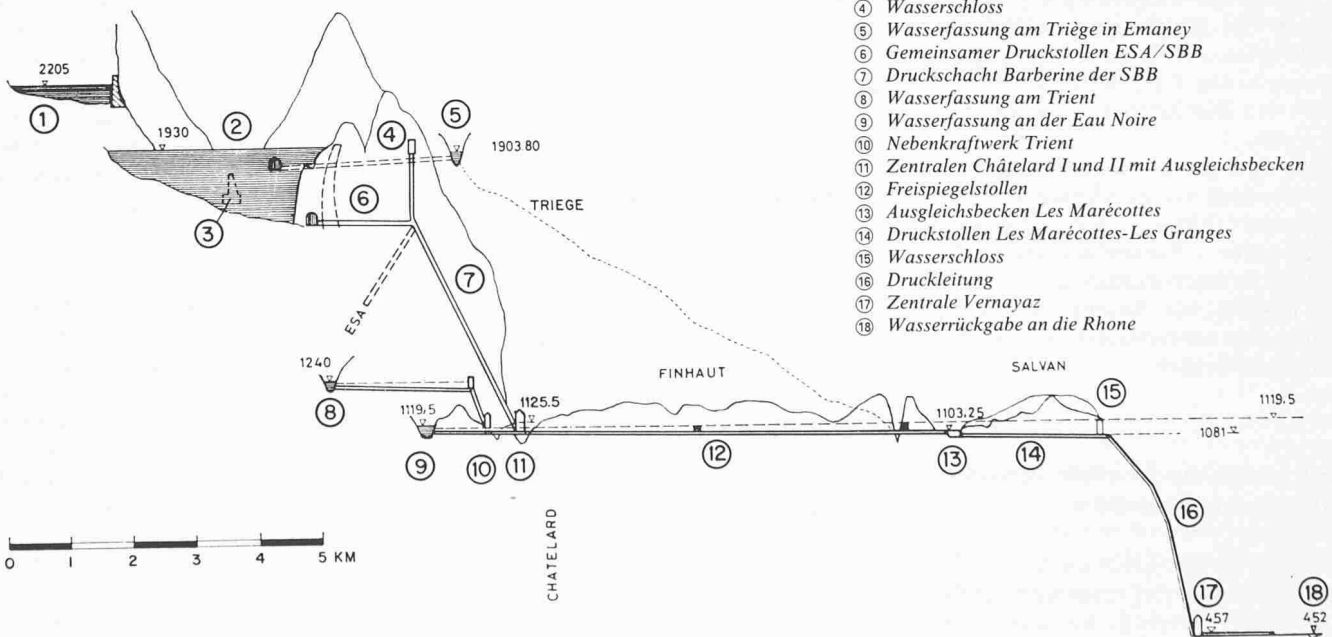 ④ Wasserschloss
⑤ Wasserfassung am Triège in Emaney
⑥ Gemeinsamer Druckstollen ESA/SBB
⑦ Druckschacht Barberine der SBB
⑧ Wasserfassung am Trient
⑨ Wasserfassung an der Eau Noire
⑩ Nebenkraftwerk Trient
⑪ Zentralen Châtelard I und II mit Ausgleichsbecken
⑫ Freispiegelstollen
⑬ Ausgleichsbecken Les Marécottes
⑭ Druckstollen Les Marécottes-Les Granges
⑮ Wasserschloss
⑯ Druckleitung
⑰ Zentrale Vernayaz
⑱ Wasserrückgabe an die Rhone
2205
①
②
1930
③
④
⑤
1903 80
⑥
TRIEGE
⑦
ESA
1240
⑧
1119,5
⑨
⑩
1125.5
⑪
FINHAUT
⑫
1103,25
⑬
SALVAN
⑭
⑮
1119,5
1081
⑯
CHATELARD
0 1 2 3 4 5 KM
⑰
457
⑱
452